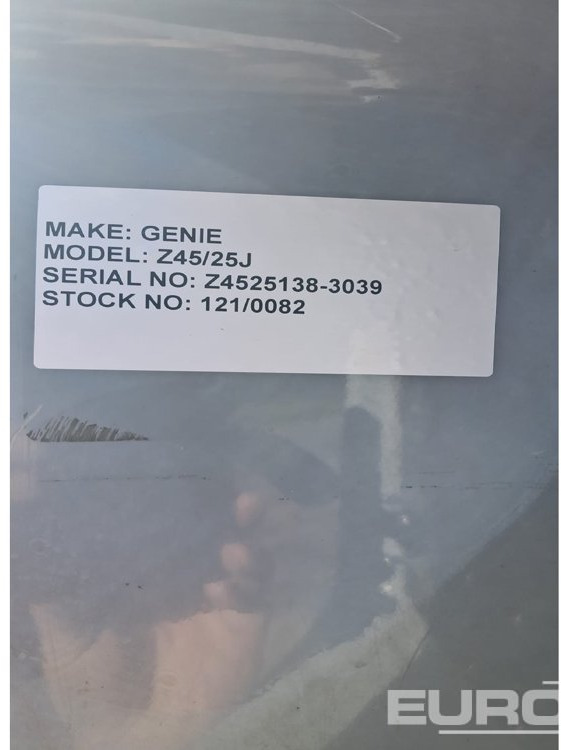 MAKE: GENIE
MODEL: Z45/25J
SERIAL NO: Z4525138-3039
STOCK NO: 121/0082
EURO